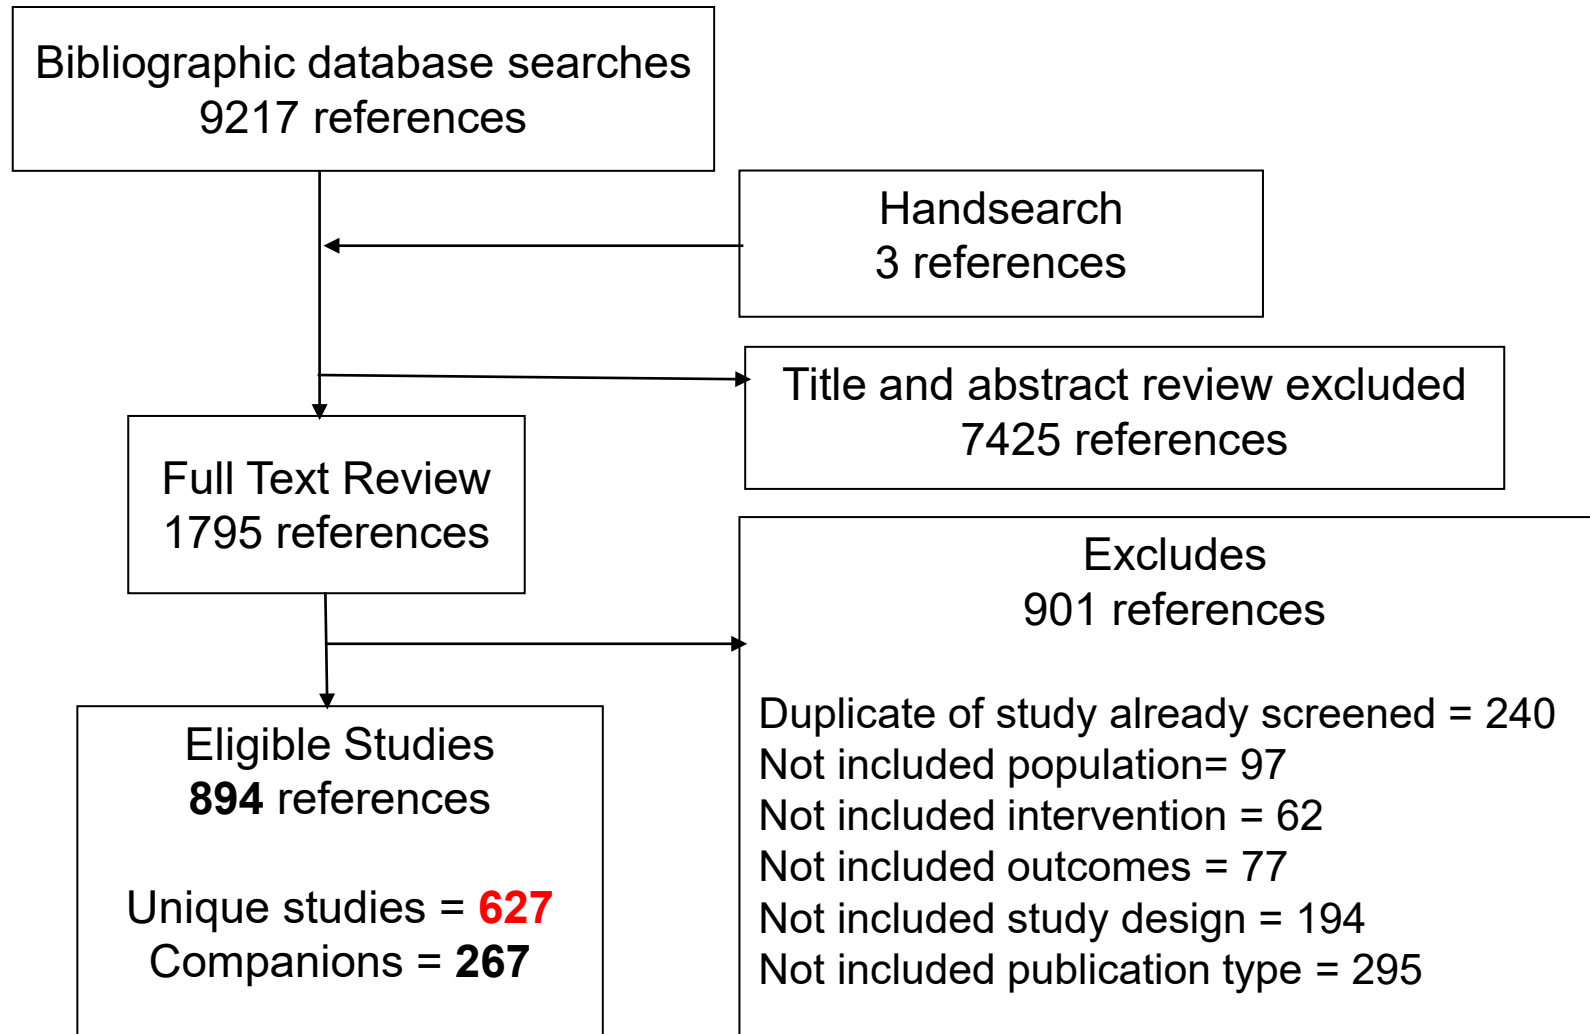 Bibliographic database searches
9217 references
Handsearch
3 references
Title and abstract review excluded
7425 references
Full Text Review
1795 references
Excludes
901 references
Duplicate of study already screened = 240
Not included population= 97
Not included intervention = 62
Not included outcomes = 77
Not included study design = 194
Not included publication type = 295
Eligible Studies
894 references
Unique studies = 627
Companions = 267